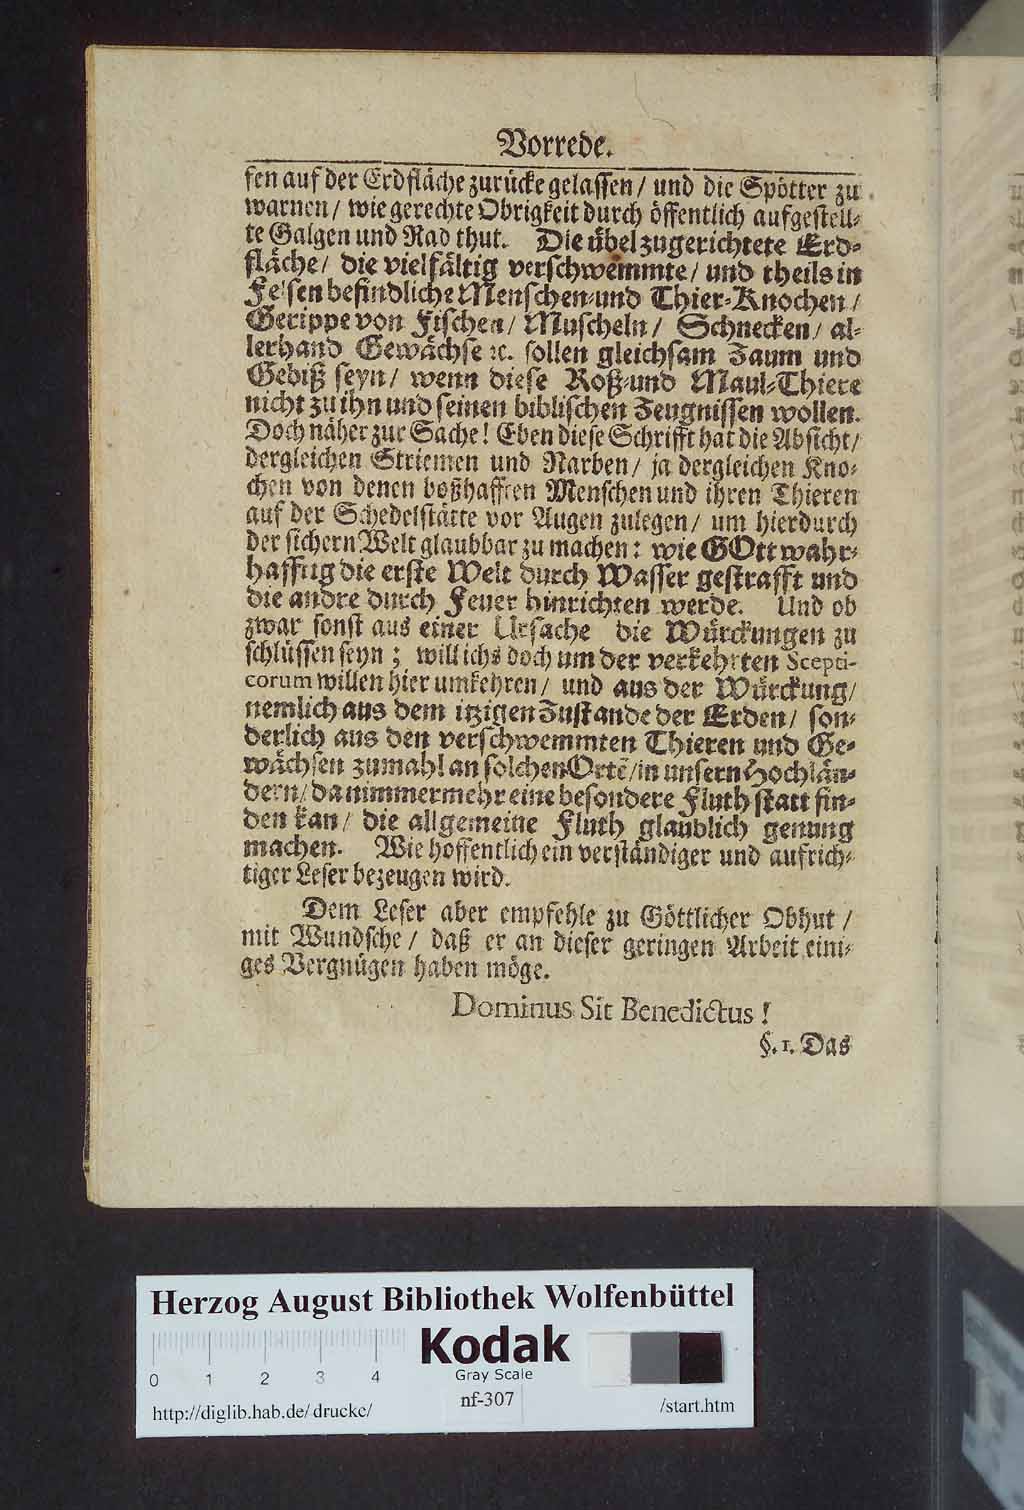 Vorrede.
fen auf der Erdfläche zurücke gelassen / und die Spötter zu
warnen / wie gerechte Obrigkeit durch öffentlich aufgestell-
te Galgen und Rad thut. Die übel zugerichtete Erd-
fläche / die vielfältig verschwemmte / und theils in
Felsen befindliche Menschen-und Thier-Knochen /
Gerippe von Fischen / Muscheln / Schnecken / al-
lerhand Gewächse ꝛc. sollen gleichsam Zaum und
Gebiß seyn / wenn diese Roß-und Maul-Thiere
nicht zu ihn und seinen biblischen Zeugnissen wollen.
Doch näher zur Sache! Eben diese Schrifft hat die Absicht /
dergleichen Striemen und Narben / ja dergleichen Kno-
chen von denen boßhafften Menschen und ihren Thieren
auf der Schedelstätte vor Augen zulegen / um hierdurch
der sichern Welt glaubbar zu machen: wie GOtt wahr-
hafftig die erste Welt durch Wasser gestrafft und
die andre durch Feuer hinrichten werde. Und ob
zwar sonst aus einer Ursache die Würckungen zu
schlüssen seyn; will ichs doch um der verkehrten Scepti-
corum willen hier umkehren / und aus der Würckung /
nemlich aus dem itzigen Zustande der Erden / son-
derlich aus den verschwemmten Thieren und Ge-
wächsen zumahl an solchen Ortē / in unsern Hochlän-
dern / da nimmermehr eine besondere Fluth statt fin-
den kan / die allgemeine Fluth glaublich genung
machen. Wie hoffentlich ein verständiger und aufrich-
tiger Leser bezeugen wird.
Dem Leser aber empfehle zu Göttlicher Obhut /
mit Wundsche / daß er an dieser geringen Arbeit eini-
ges Vergnügen haben möge.
Dominus Sit Benedictus!
§. 1. Das
Herzog August Bibliothek Wolfenbüttel
Kodak
Gray Scale
0 1 2 3 4
nf-307
http://diglib.hab.de/drucke/ /start.htm